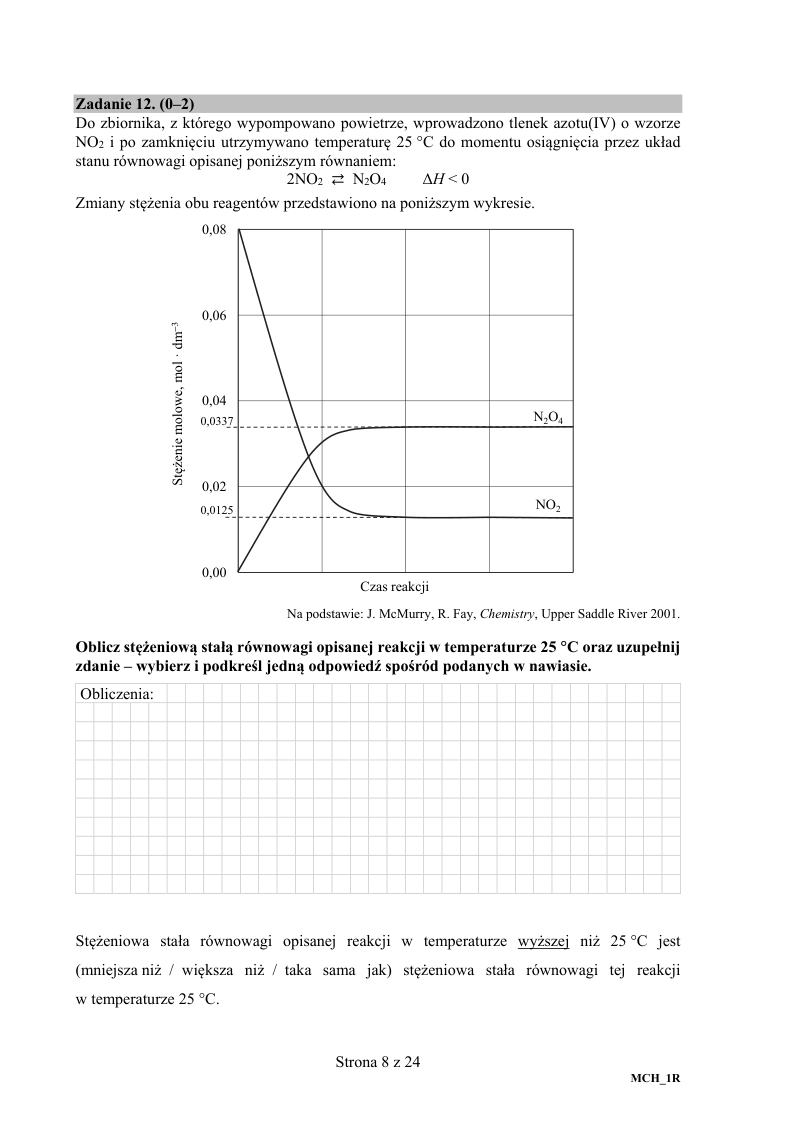 Zadanie 12. (0–2)
Do zbiornika, z którego wypompowano powietrze, wprowadzono tlenek azotu(IV) o wzorze
NO₂ i po zamknięciu utrzymywano temperaturę 25 °C do momentu osiągnięcia przez układ
stanu równowagi opisanej poniższym równaniem:
2NO₂ ⇄ N₂O₄ ΔH < 0
Zmiany stężenia obu reagentów przedstawiono na poniższym wykresie.
0,08
0,06
0,04
0,0337
0,02
0,0125
0,00
Stężenie molowe, mol · dm⁻³
N₂O₄
NO₂
Czas reakcji
Na podstawie: J. McMurry, R. Fay, Chemistry, Upper Saddle River 2001.
Oblicz stężeniową stałą równowagi opisanej reakcji w temperaturze 25 °C oraz uzupełnij
zdanie – wybierz i podkreśl jedną odpowiedź spośród podanych w nawiasie.
Obliczenia:
Stężeniowa stała równowagi opisanej reakcji w temperaturze wyższej niż 25 °C jest
(mniejsza niż / większa niż / taka sama jak) stężeniowa stała równowagi tej reakcji
w temperaturze 25 °C.
Strona 8 z 24
MCH_1R